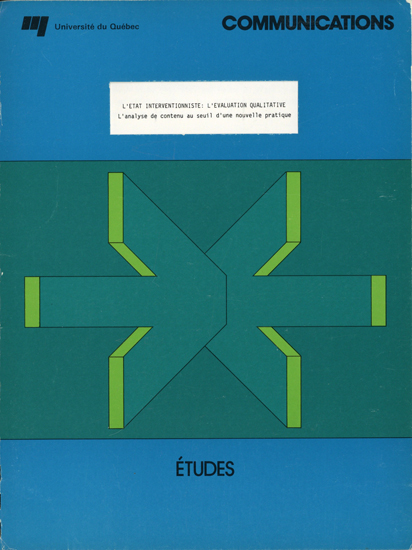 Université du Québec
COMMUNICATIONS
L'ETAT INTERVENTIONNISTE: L'EVALUATION QUALITATIVE
L'analyse de contenu au seuil d'une nouvelle pratique
ÉTUDES